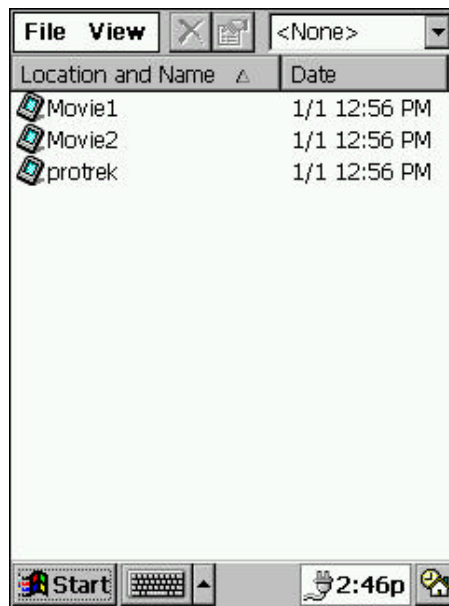 File View <None>
Location and Name Date
Movie1 1/1 12:56 PM
Movie2 1/1 12:56 PM
protrek 1/1 12:56 PM
Start 2:46p